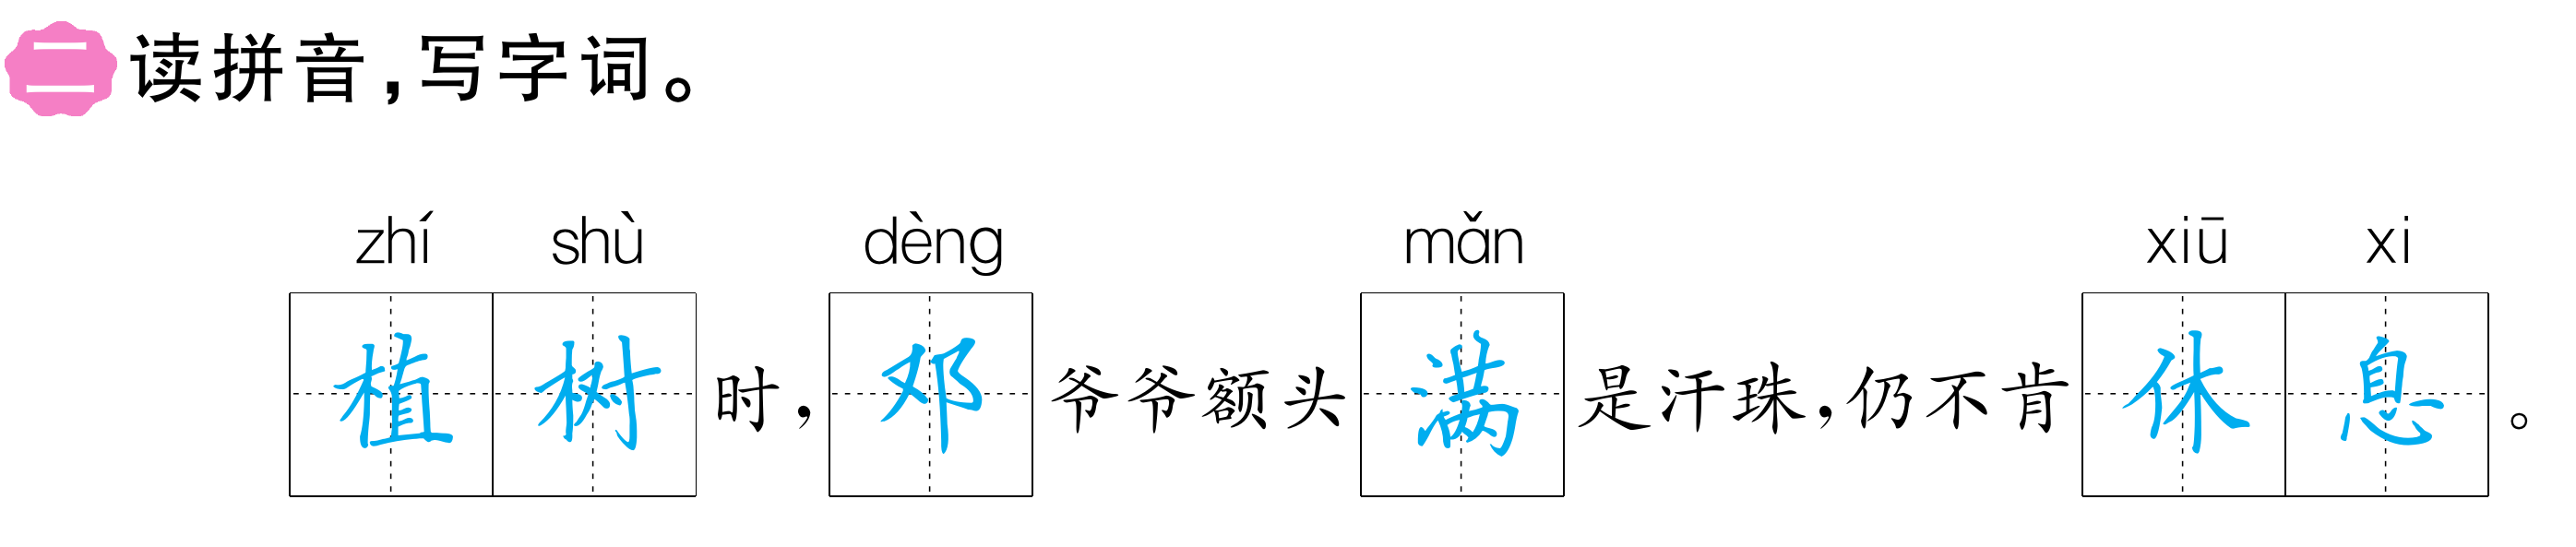 二 读拼音,写字词。
zhí shù dèng mǎn xiū xi
植树时,邓爷爷额头满是汗珠,仍不肯休息。